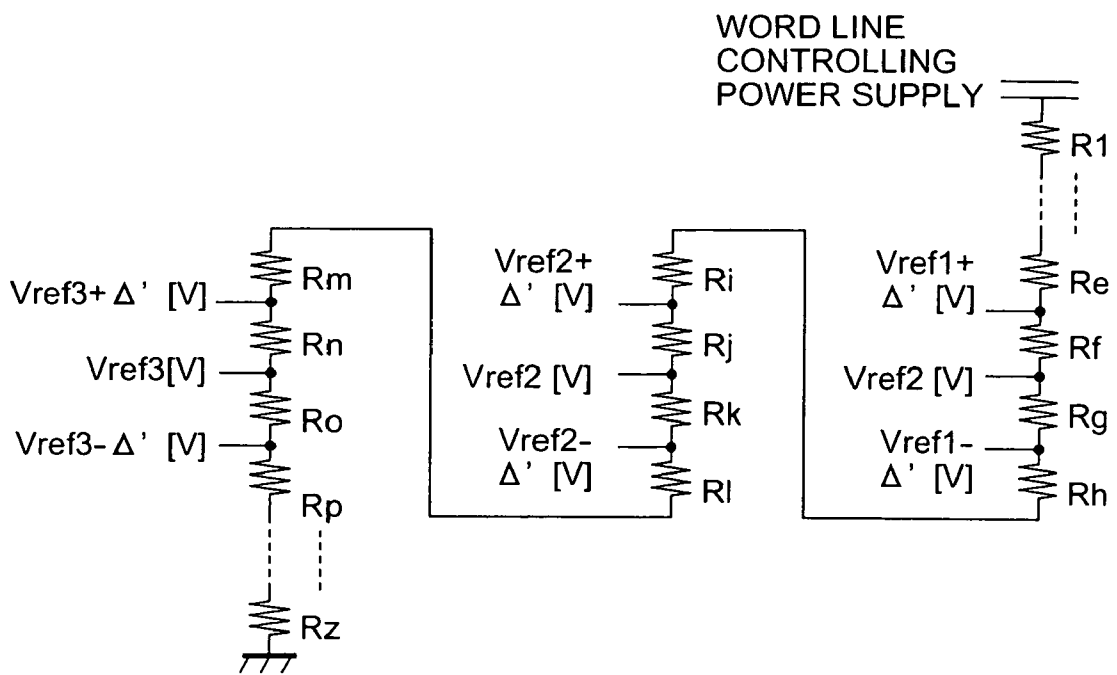 WORD LINE
CONTROLLING
POWER SUPPLY
R1
Rm
Vref3+Δ' [V]
Rn
Vref3[V]
Ro
Vref3-Δ' [V]
Rp
Rz
Vref2+
Δ' [V]
Ri
Rj
Vref2 [V]
Rk
Vref2-
Δ' [V]
Rl
Vref1+
Δ' [V]
Re
Rf
Vref2 [V]
Rg
Vref1-
Δ' [V]
Rh